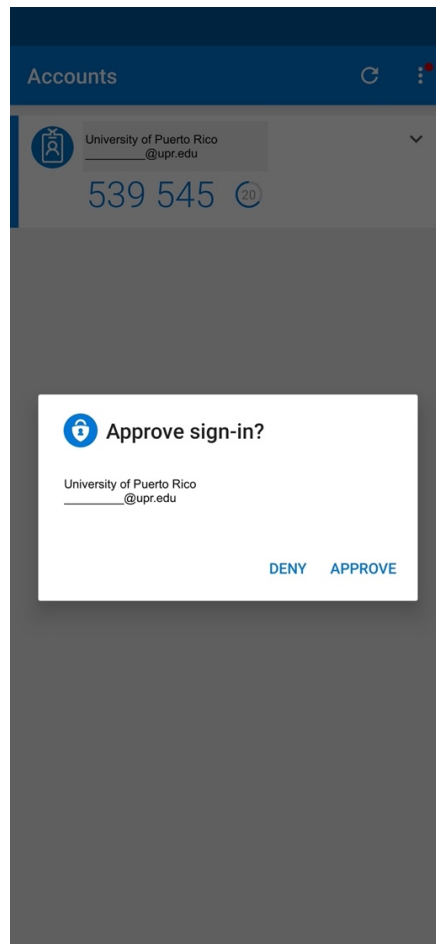 Accounts
University of Puerto Rico
_________@upr.edu
539 545 20
Approve sign-in?
University of Puerto Rico
_________@upr.edu
DENY APPROVE